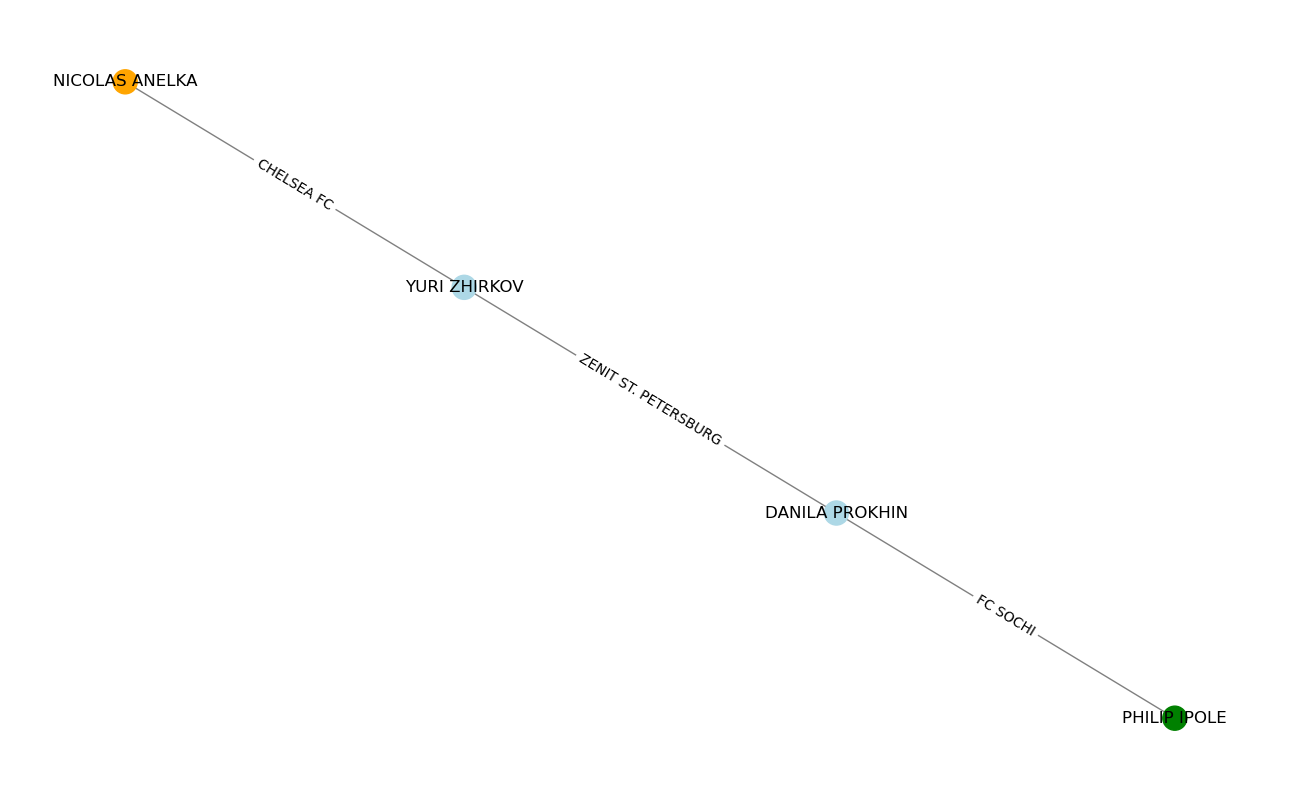 NICOLAS ANELKA
CHELSEA FC
YURI ZHIRKOV
ZENIT ST. PETERSBURG
DANILA PROKHIN
FC SOCHI
PHILIP IPOLE